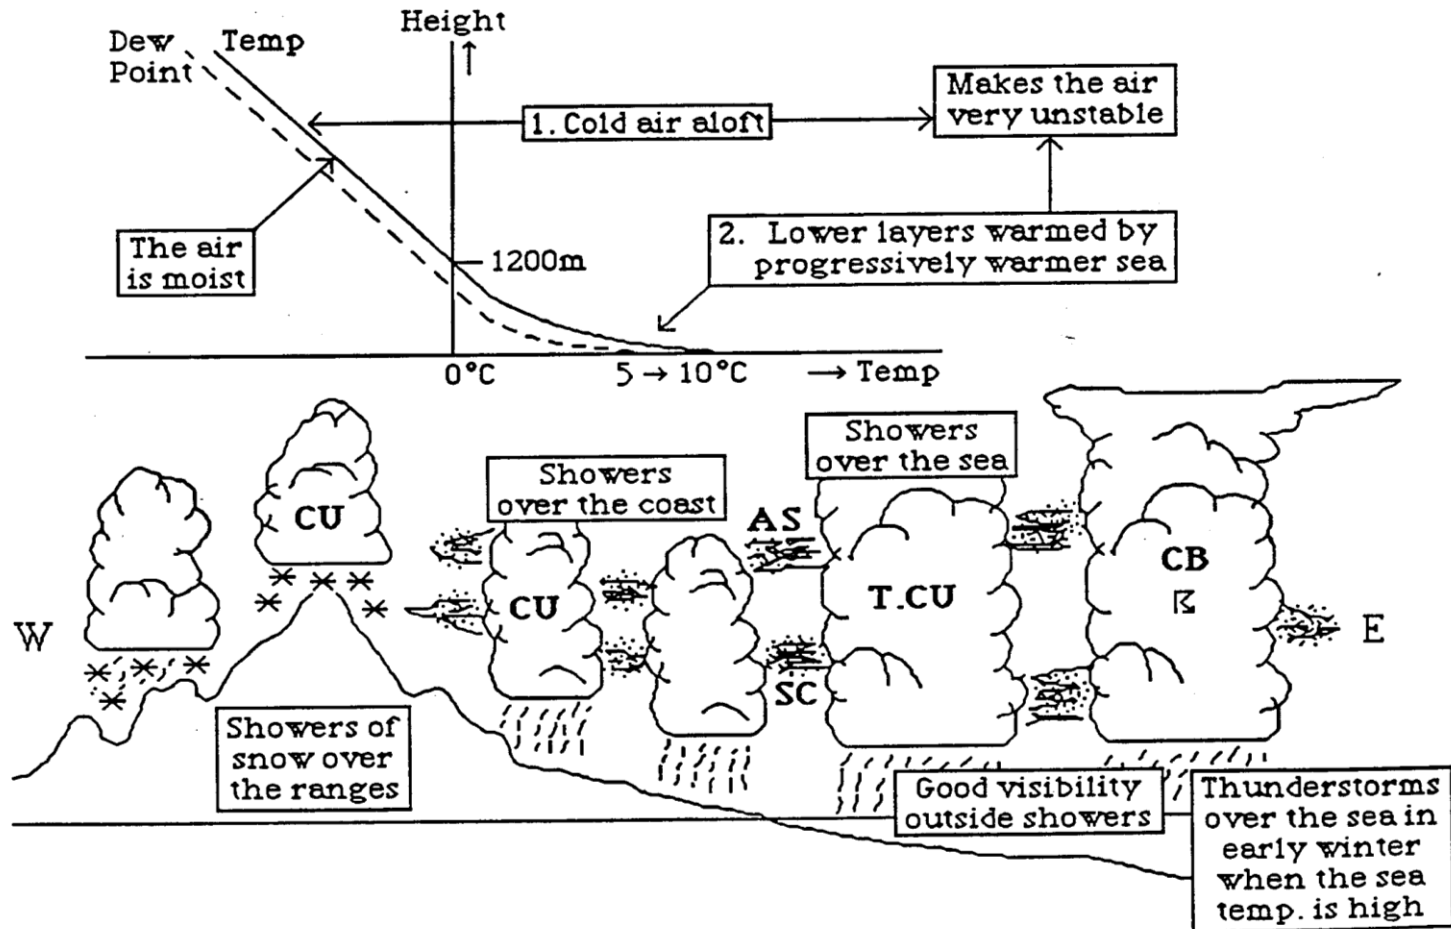 Height
Dew
Point
Temp
1. Cold air aloft
Makes the air
very unstable
The air
is moist
1200m
2. Lower layers warmed by
progressively warmer sea
0°C
5 → 10°C
→ Temp
Showers
over the coast
Showers
over the sea
CU
AS
CU
T.CU
CB
W
E
SC
Showers of
snow over
the ranges
Good visibility
outside showers
Thunderstorms
over the sea in
early winter
when the sea
temp. is high